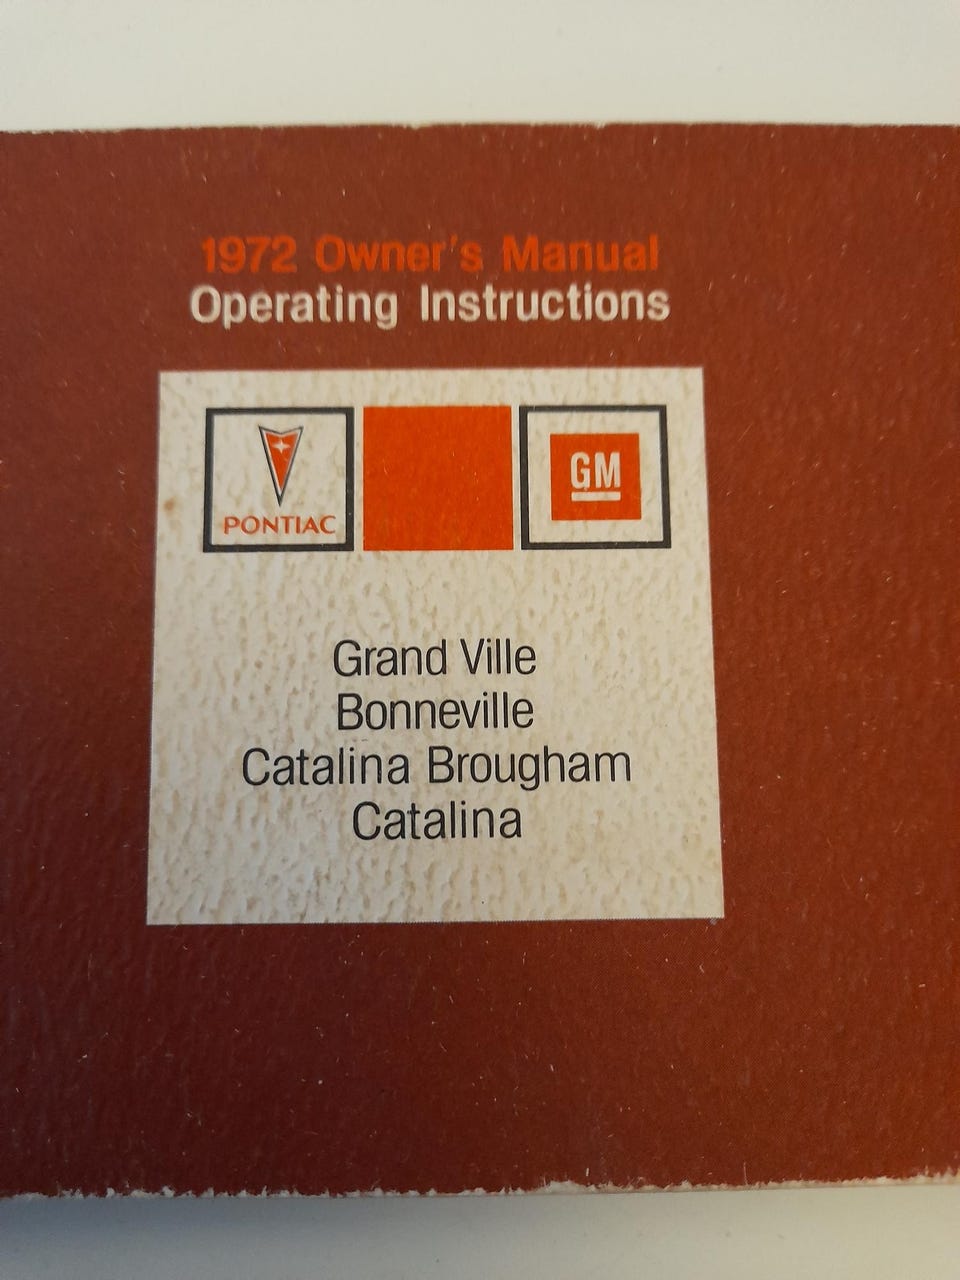 1972 Owner's Manual
Operating Instructions
PONTIAC
GM
Grand Ville
Bonneville
Catalina Brougham
Catalina